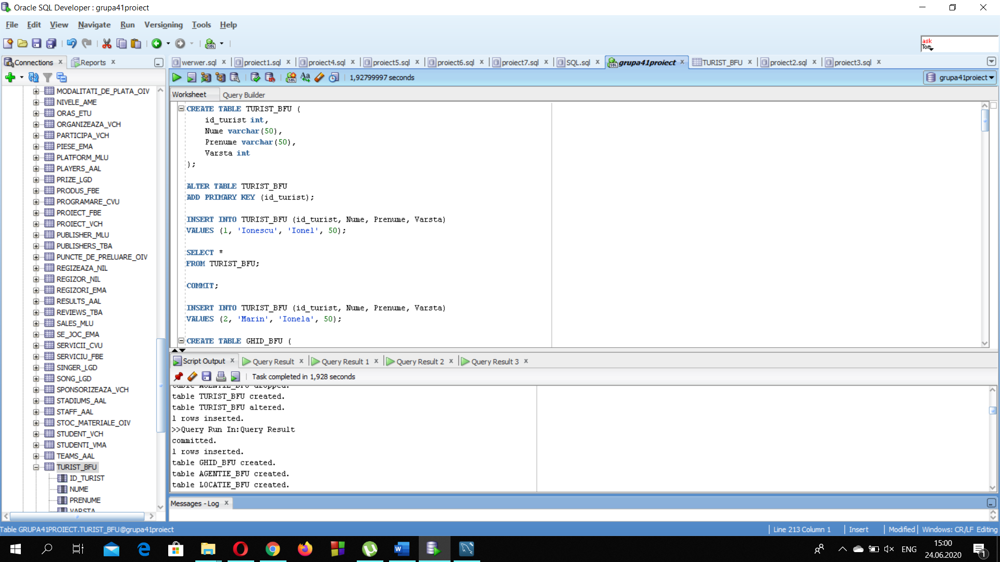 Oracle SQL Developer : grupa41proiect
File Edit View Navigate Run Versioning Tools Help
ask
Tom
Connections x Reports x
werwer.sql x proiect1.sql x proiect4.sql x proiect5.sql x proiect6.sql x proiect7.sql x SQL.sql x grupa41proiect x TURIST_BFU x proiect2.sql x proiect3.sql x
1,92799997 seconds
grupa41proiect
Worksheet Query Builder
MODALITATI_DE_PLATA_OIV
NIVELE_AME
ORAS_ETU
ORGANIZEAZA_VCH
PARTICIPA_VCH
PIESE_EMA
PLATFORM_MLU
PLAYERS_AAL
PRIZE_LGD
PRODUS_FBE
PROGRAMARE_CVU
PROIECT_FBE
PROIECT_VCH
PUBLISHER_MLU
PUBLISHERS_TBA
PUNCTE_DE_PRELUARE_OIV
REGIZEAZA_NIL
REGIZOR_NIL
REGIZORI_EMA
RESULTS_AAL
REVIEWS_TBA
SALES_MLU
SE_JOC_EMA
SERVICII_CVU
SERVICIU_FBE
SINGER_LGD
SONG_LGD
SPONSORIZEAZA_VCH
STADIUMS_AAL
STAFF_AAL
STOC_MATERIALE_OIV
STUDENT_VCH
STUDENTI_VMA
TEAMS_AAL
TURIST_BFU
ID_TURIST
NUME
PRENUME
VARSTA
CREATE TABLE TURIST_BFU (
id_turist int,
Nume varchar(50),
Prenume varchar(50),
Varsta int
);
ALTER TABLE TURIST_BFU
ADD PRIMARY KEY (id_turist);
INSERT INTO TURIST_BFU (id_turist, Nume, Prenume, Varsta)
VALUES (1, 'Ionescu', 'Ionel', 50);
SELECT *
FROM TURIST_BFU;
COMMIT;
INSERT INTO TURIST_BFU (id_turist, Nume, Prenume, Varsta)
VALUES (2, 'Marin', 'Ionela', 50);
CREATE TABLE GHID_BFU (
Script Output x Query Result x Query Result 1 x Query Result 2 x Query Result 3 x
Task completed in 1,928 seconds
table AGENTIE_BFU dropped.
table TURIST_BFU created.
table TURIST_BFU altered.
1 rows inserted.
>>Query Run In:Query Result
committed.
1 rows inserted.
table GHID_BFU created.
table AGENTIE_BFU created.
table LOCATIE_BFU created.
Messages - Log x
Table GRUPA41PROIECT.TURIST_BFU@grupa41proiect
Line 213 Column 1 Insert Modified Windows: CR/LF Editing
ENG
15:00
24.06.2020
1